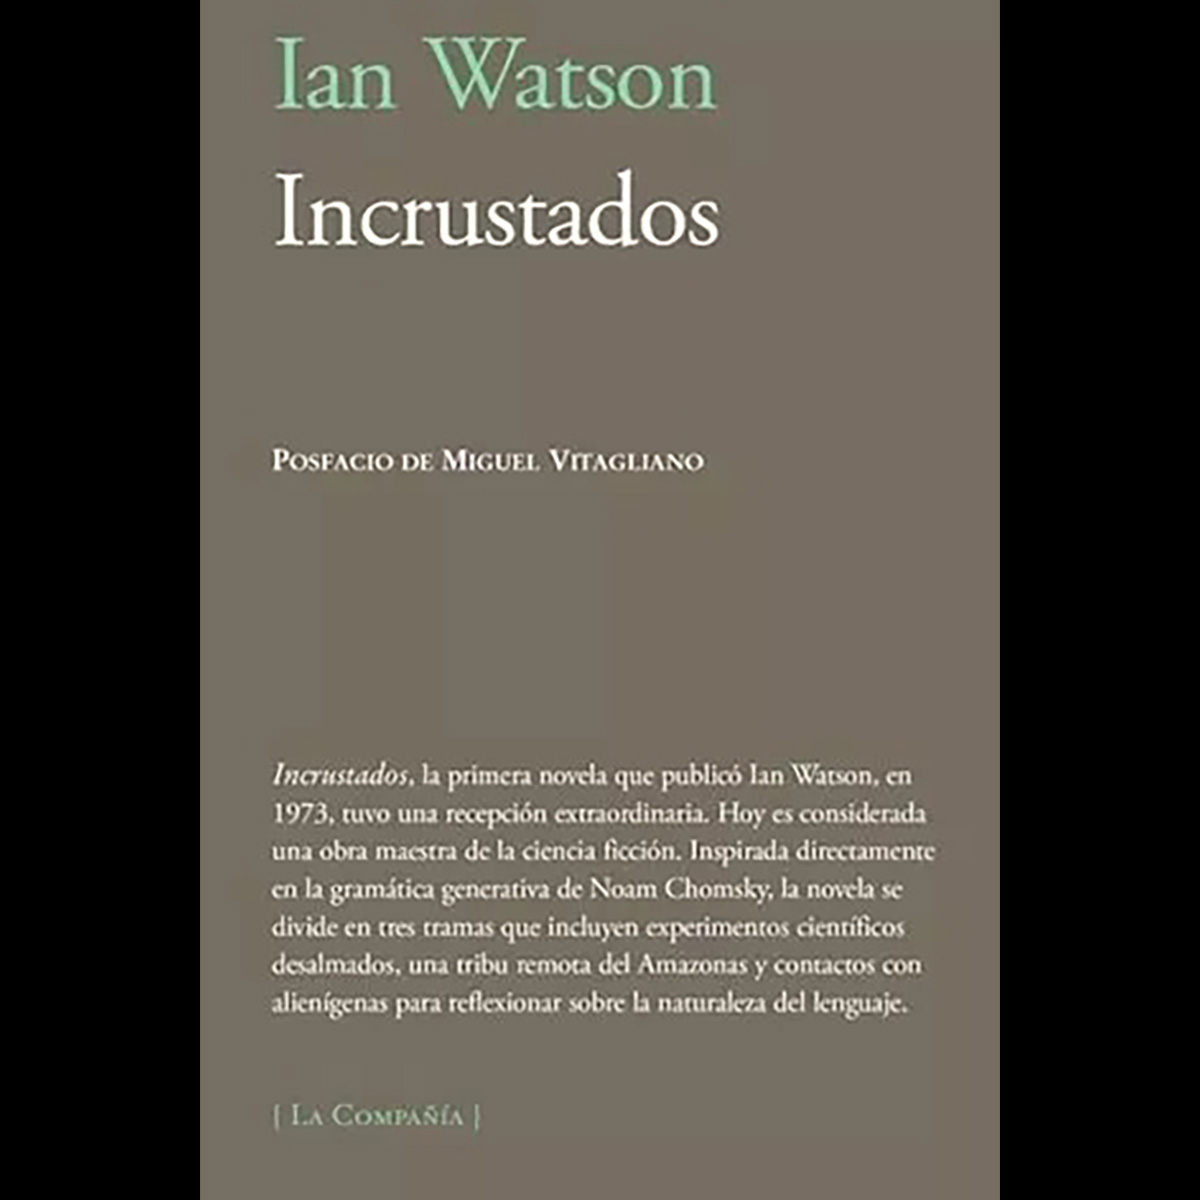 Ian Watson
Incrustados
Posfacio de Miguel Vitagliano
Incrustados, la primera novela que publicó Ian Watson, en
1973, tuvo una recepción extraordinaria. Hoy es considerada
una obra maestra de la ciencia ficción. Inspirada directamente
en la gramática generativa de Noam Chomsky, la novela se
divide en tres tramas que incluyen experimentos científicos
desalmados, una tribu remota del Amazonas y contactos con
alienígenas para reflexionar sobre la naturaleza del lenguaje.
{ La Compañía }